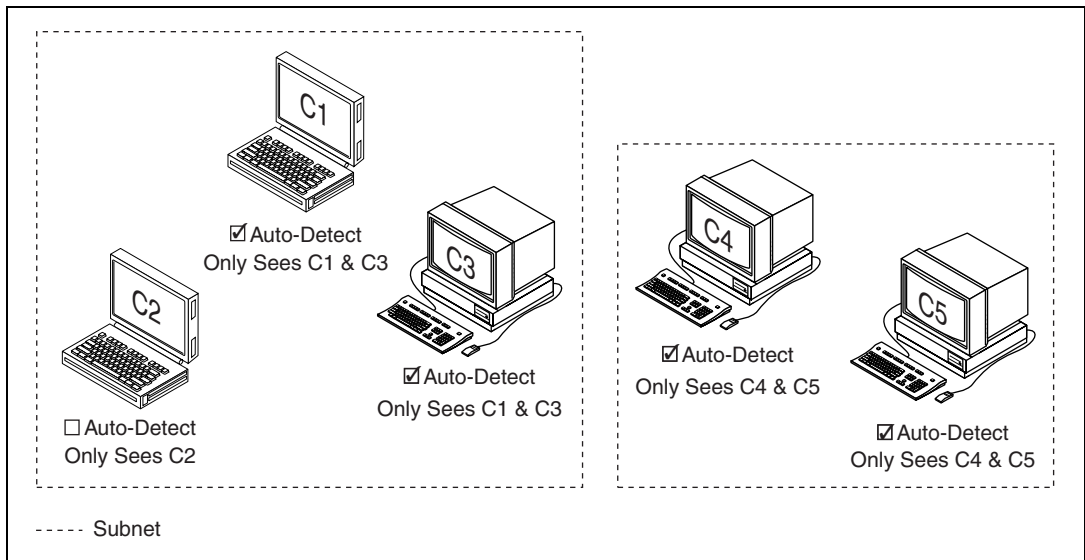 C1
☑ Auto-Detect
Only Sees C1 & C3
C2
☐ Auto-Detect
Only Sees C2
C3
☑ Auto-Detect
Only Sees C1 & C3
C4
☑ Auto-Detect
Only Sees C4 & C5
C5
☑ Auto-Detect
Only Sees C4 & C5
Subnet